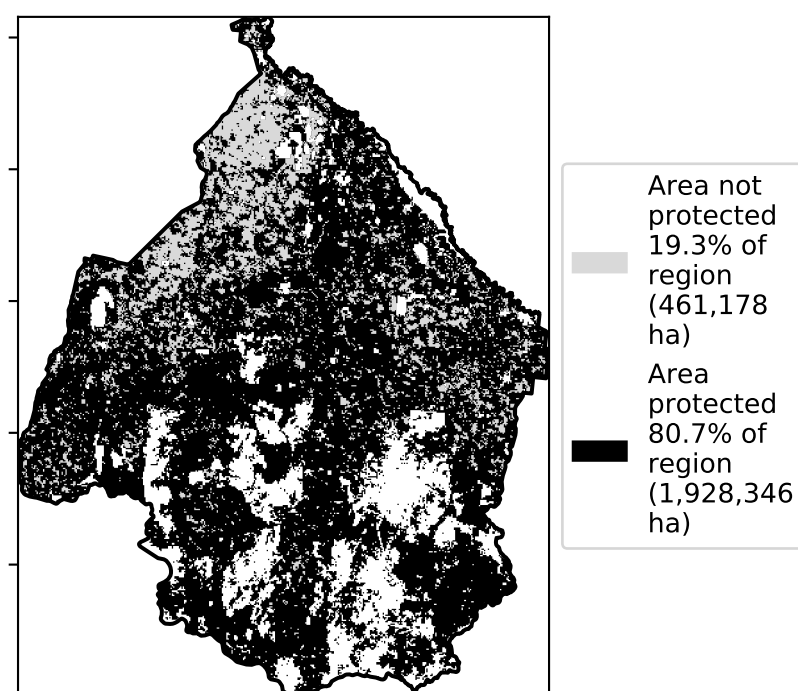 Area not
protected
19.3% of
region
(461,178
ha)
Area
protected
80.7% of
region
(1,928,346
ha)